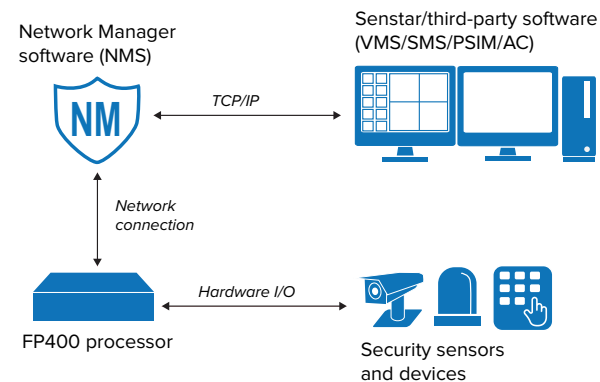 Network Manager
software (NMS)
Senstar/third-party software
(VMS/SMS/PSIM/AC)
NM
TCP/IP
Network
connection
Hardware I/O
FP400 processor
Security sensors
and devices